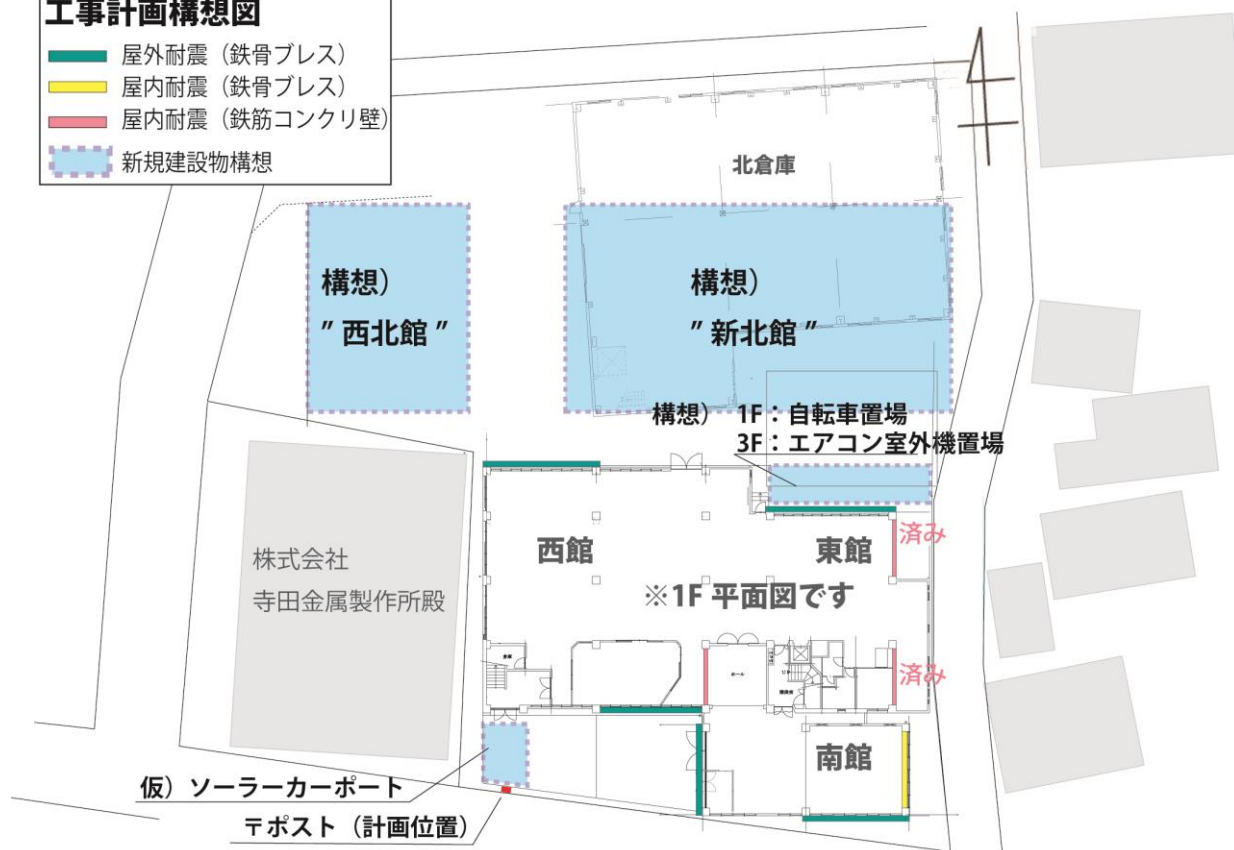 工事計画構想図
屋外耐震（鉄骨ブレス）
屋内耐震（鉄骨ブレス）
屋内耐震（鉄筋コンクリ壁）
新規建設物構想
北倉庫
構想）
”西北館”
構想）
”新北館”
構想） 1F：自転車置場
3F：エアコン室外機置場
西館
東館
済み
※1F 平面図です
株式会社
寺田金属製作所殿
済み
倉庫
ホール
南館
仮）ソーラーカーポート
〒ポスト（計画位置）